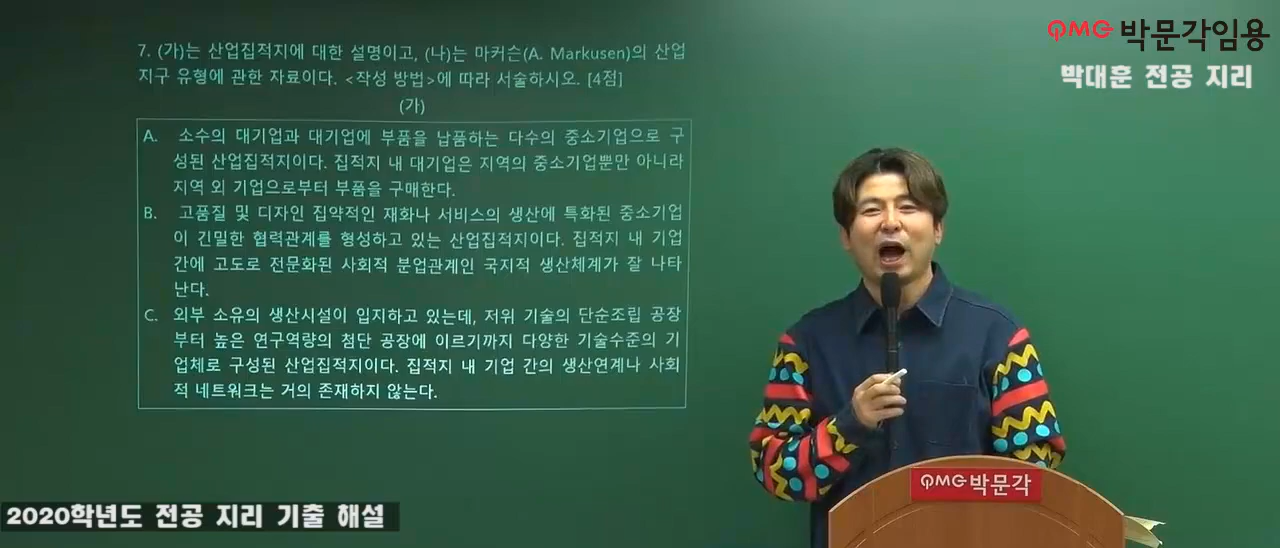 7. (가)는 산업집적지에 대한 설명이고, (나)는 마커슨(A. Markusen)의 산업
지구 유형에 관한 자료이다. <작성 방법>에 따라 서술하시오. [4점]
(가)
A. 소수의 대기업과 대기업에 부품을 납품하는 다수의 중소기업으로 구
성된 산업집적지이다. 집적지 내 대기업은 지역의 중소기업뿐만 아니라
지역 외 기업으로부터 부품을 구매한다.
B. 고품질 및 디자인 집약적인 재화나 서비스의 생산에 특화된 중소기업
이 긴밀한 협력관계를 형성하고 있는 산업집적지이다. 집적지 내 기업
간에 고도로 전문화된 사회적 분업관계인 국지적 생산체계가 잘 나타
난다.
C. 외부 소유의 생산시설이 입지하고 있는데, 저위 기술의 단순조립 공장
부터 높은 연구역량의 첨단 공장에 이르기까지 다양한 기술수준의 기
업체로 구성된 산업집적지이다. 집적지 내 기업 간의 생산연계나 사회
적 네트워크는 거의 존재하지 않는다.
PMG 박문각임용
박대훈 전공 지리
PMG 박문각
2020학년도 전공 지리 기출 해설